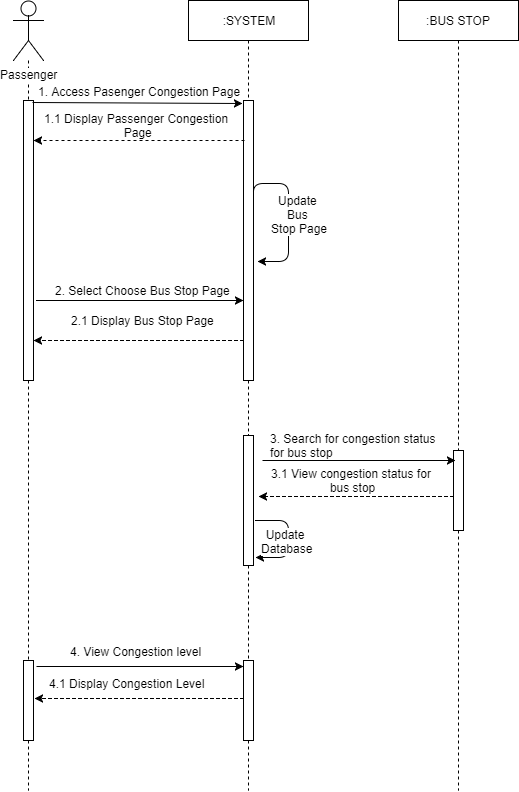 :SYSTEM
:BUS STOP
Passenger
1. Access Pasenger Congestion Page
1.1 Display Passenger Congestion
Page
Update
Bus
Stop Page
2. Select Choose Bus Stop Page
2.1 Display Bus Stop Page
3. Search for congestion status
for bus stop
3.1 View congestion status for
bus stop
Update
Database
4. View Congestion level
4.1 Display Congestion Level